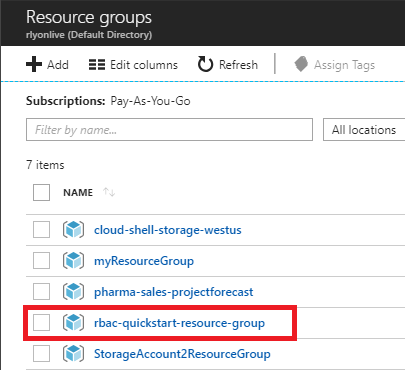 Resource groups
rlyonlive (Default Directory)
Add Edit columns Refresh Assign Tags
Subscriptions: Pay-As-You-Go
Filter by name... All locations
7 items
NAME
cloud-shell-storage-westus
myResourceGroup
pharma-sales-projectforecast
rbac-quickstart-resource-group
StorageAccount2ResourceGroup